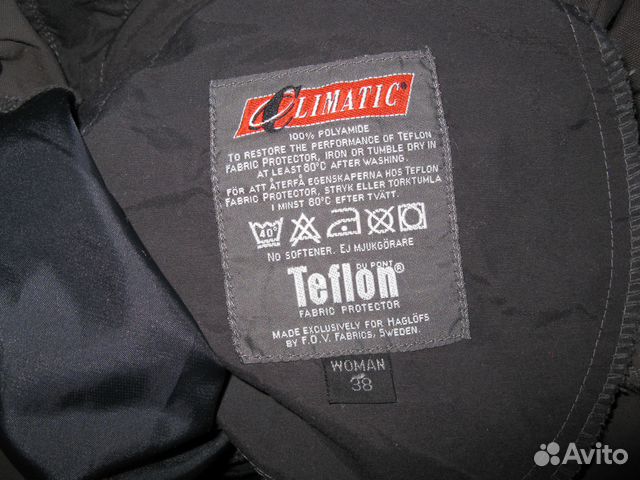 CLIMATIC®
100% POLYAMIDE
TO RESTORE THE PERFORMANCE OF TEFLON
FABRIC PROTECTOR, IRON OR TUMBLE DRY IN
AT LEAST 80°C AFTER WASHING.
FÖR ATT ÅTERFÅ EGENSKAPERNA HOS TEFLON
FABRIC PROTECTOR, STRYK ELLER TORKTUMLA
I MINST 80°C EFTER TVÄTT.
40°
NO SOFTENER. EJ MJUKGÖRARE
DU PONT
Teflon®
FABRIC PROTECTOR
MADE EXCLUSIVELY FOR HAGLÖFS
BY F.O.V. FABRICS, SWEDEN.
WOMAN
38
Avito